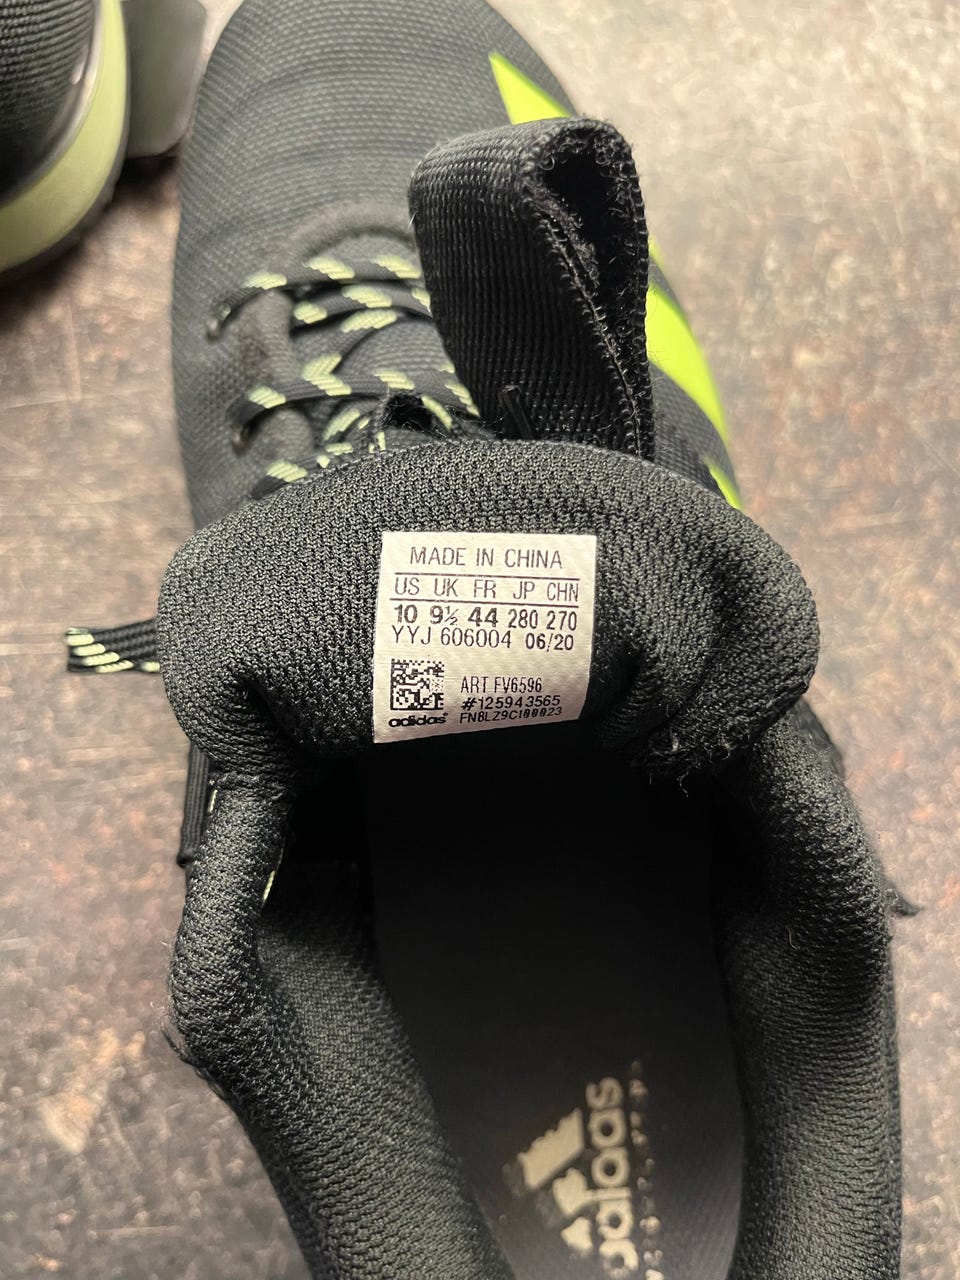 MADE IN CHINA
US UK FR JP CHN
10 9½ 44 280 270
YYJ 606004 06/20
ART FV6596
#125943565
adidas FN8LZ9C100023
adidas